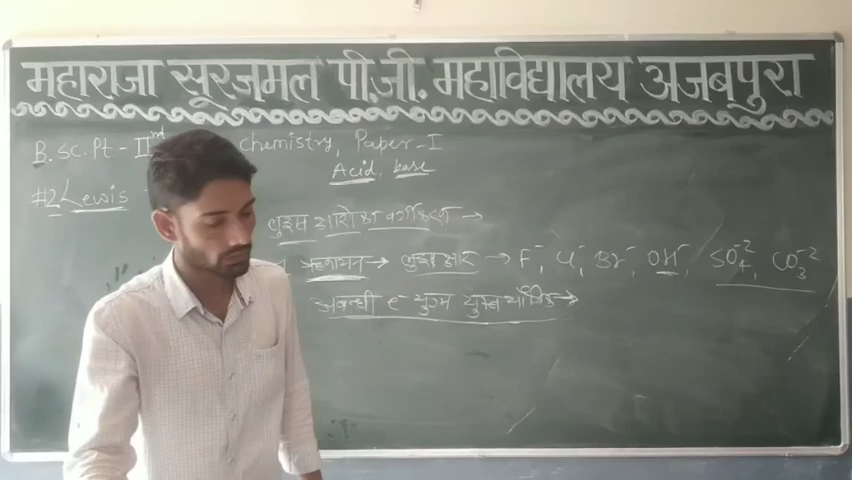 महाराजा सूरजमल पी.जी. महाविद्यालय अजबपुरा
B.Sc. Pt - II nd Chemistry, Paper - I
Acid, base
#2 Lewis
लुइस क्षारो का वर्गीकरण →
ऋणायन → लुइस क्षार → F⁻, Cl⁻, Br⁻, OH⁻, SO₄⁻², CO₃⁻²
अबन्धी e⁻ युग्म युक्त यौगिक →